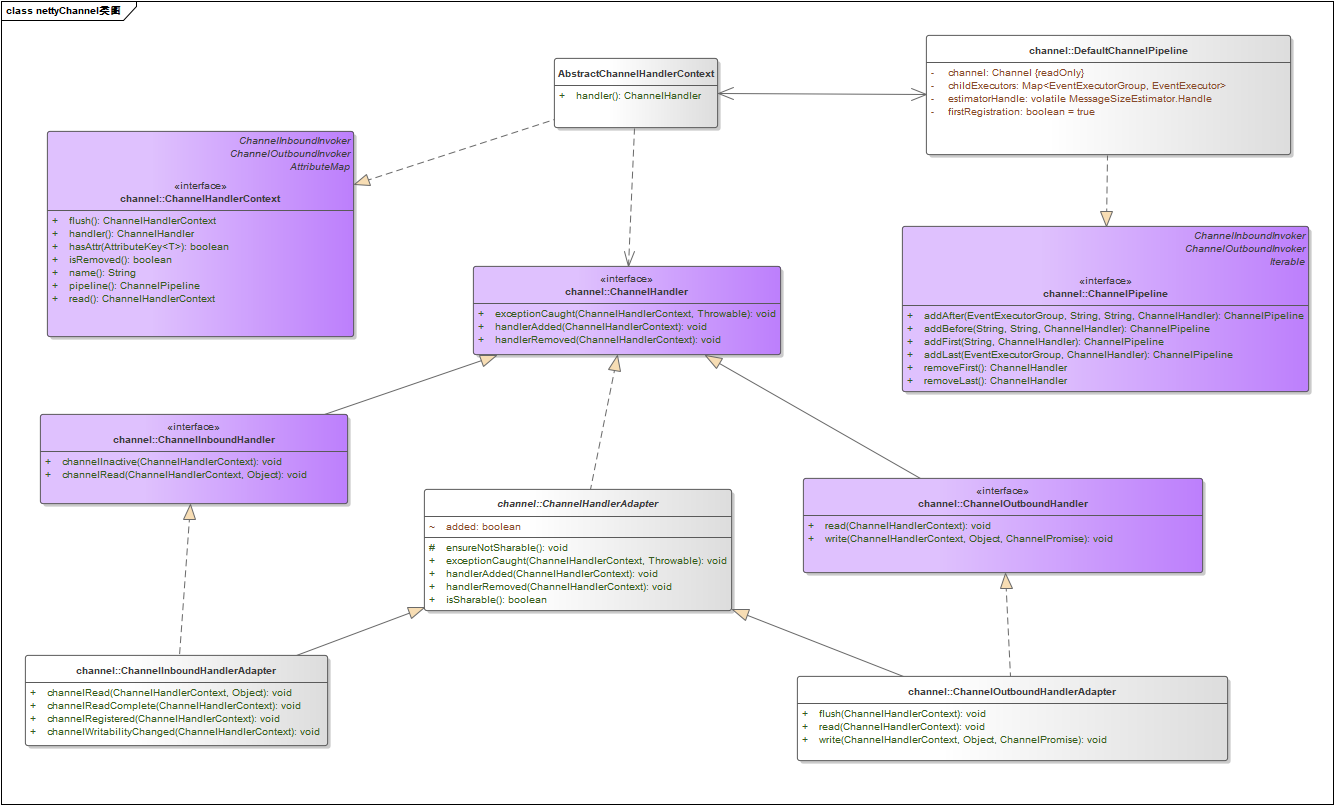 class nettyChannel类图
AbstractChannelHandlerContext
+ handler(): ChannelHandler
channel::DefaultChannelPipeline
- channel: Channel {readOnly}
- childExecutors: Map<EventExecutorGroup, EventExecutor>
- estimatorHandle: volatile MessageSizeEstimator.Handle
- firstRegistration: boolean = true
ChannelInboundInvoker
ChannelOutboundInvoker
AttributeMap
«interface»
channel::ChannelHandlerContext
+ flush(): ChannelHandlerContext
+ handler(): ChannelHandler
+ hasAttr(AttributeKey<T>): boolean
+ isRemoved(): boolean
+ name(): String
+ pipeline(): ChannelPipeline
+ read(): ChannelHandlerContext
ChannelInboundInvoker
ChannelOutboundInvoker
Iterable
«interface»
channel::ChannelPipeline
+ addAfter(EventExecutorGroup, String, String, ChannelHandler): ChannelPipeline
+ addBefore(String, String, ChannelHandler): ChannelPipeline
+ addFirst(String, ChannelHandler): ChannelPipeline
+ addLast(EventExecutorGroup, ChannelHandler): ChannelPipeline
+ removeFirst(): ChannelHandler
+ removeLast(): ChannelHandler
«interface»
channel::ChannelHandler
+ exceptionCaught(ChannelHandlerContext, Throwable): void
+ handlerAdded(ChannelHandlerContext): void
+ handlerRemoved(ChannelHandlerContext): void
«interface»
channel::ChannelInboundHandler
+ channelInactive(ChannelHandlerContext): void
+ channelRead(ChannelHandlerContext, Object): void
channel::ChannelHandlerAdapter
~ added: boolean
# ensureNotSharable(): void
+ exceptionCaught(ChannelHandlerContext, Throwable): void
+ handlerAdded(ChannelHandlerContext): void
+ handlerRemoved(ChannelHandlerContext): void
+ isSharable(): boolean
«interface»
channel::ChannelOutboundHandler
+ read(ChannelHandlerContext): void
+ write(ChannelHandlerContext, Object, ChannelPromise): void
channel::ChannelInboundHandlerAdapter
+ channelRead(ChannelHandlerContext, Object): void
+ channelReadComplete(ChannelHandlerContext): void
+ channelRegistered(ChannelHandlerContext): void
+ channelWritabilityChanged(ChannelHandlerContext): void
channel::ChannelOutboundHandlerAdapter
+ flush(ChannelHandlerContext): void
+ read(ChannelHandlerContext): void
+ write(ChannelHandlerContext, Object, ChannelPromise): void